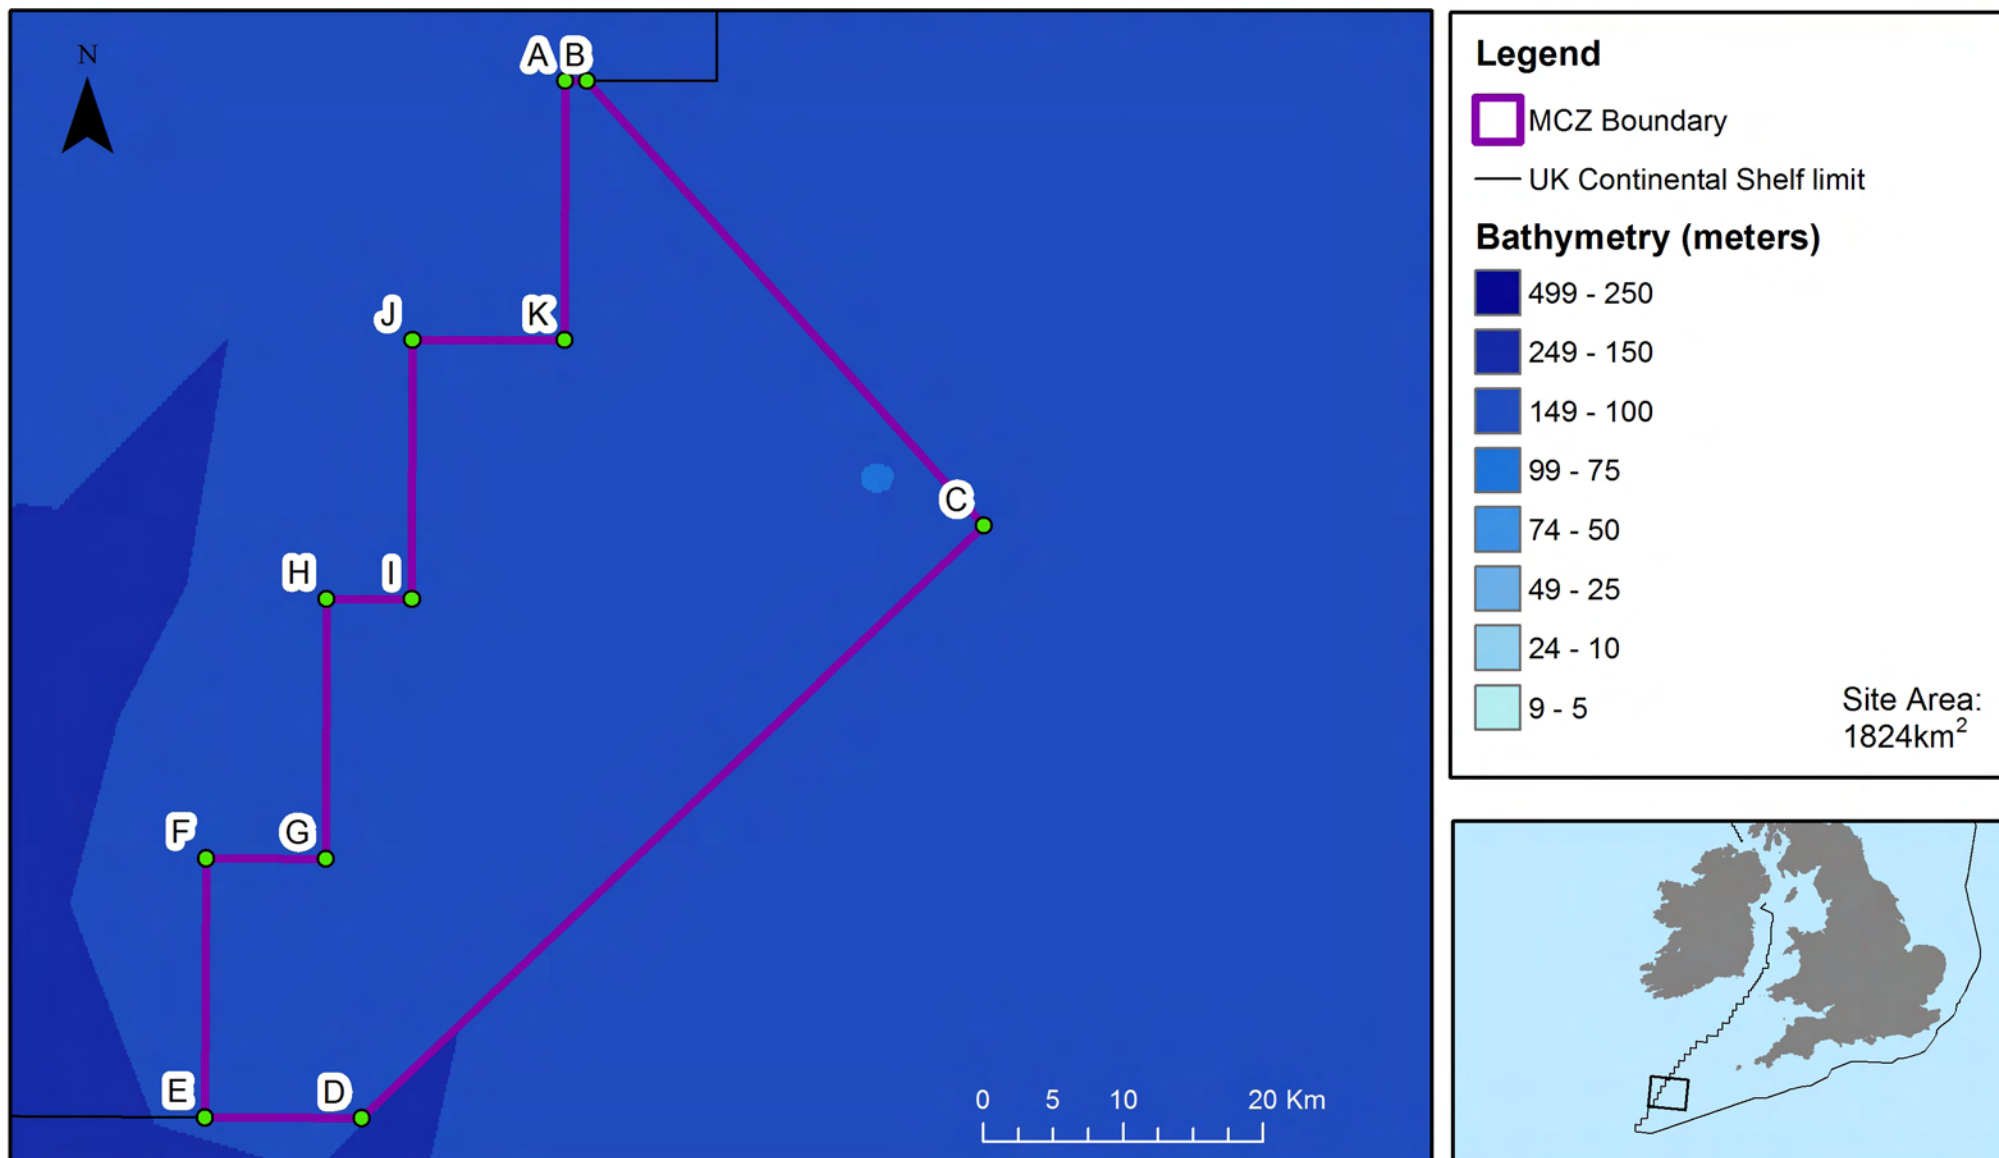 N
A B
J K
C
H I
F G
E D
0 5 10 20 Km
Legend
MCZ Boundary
UK Continental Shelf limit
Bathymetry (meters)
499 - 250
249 - 150
149 - 100
99 - 75
74 - 50
49 - 25
24 - 10
9 - 5
Site Area:
1824km²